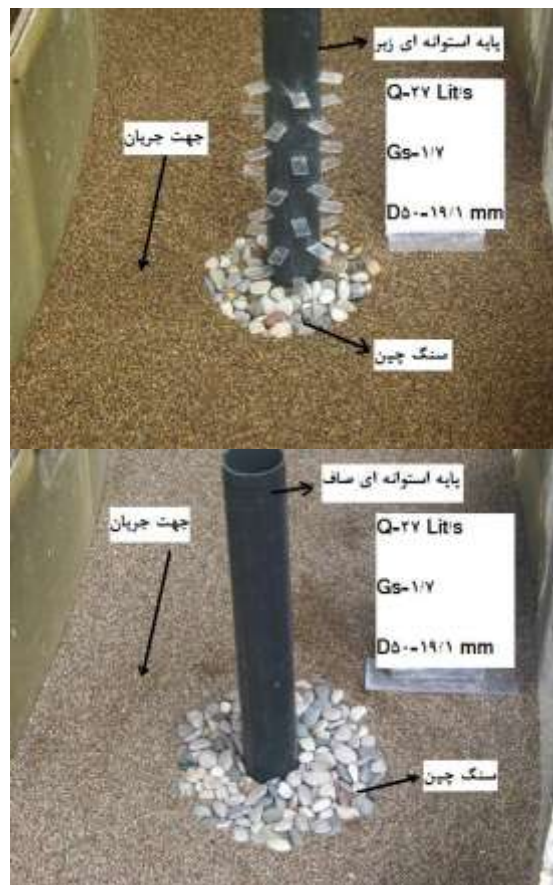 پایه استوانه ای زبر
Q=۲۷ Lit/s
جهت جریان
Gs=۱/۷
D۵۰=۱۹/۱ mm
سنگ چین
پایه استوانه ای صاف
Q=۲۷ Lit/s
جهت جریان
Gs=۱/۷
D۵۰=۱۹/۱ mm
سنگ چین